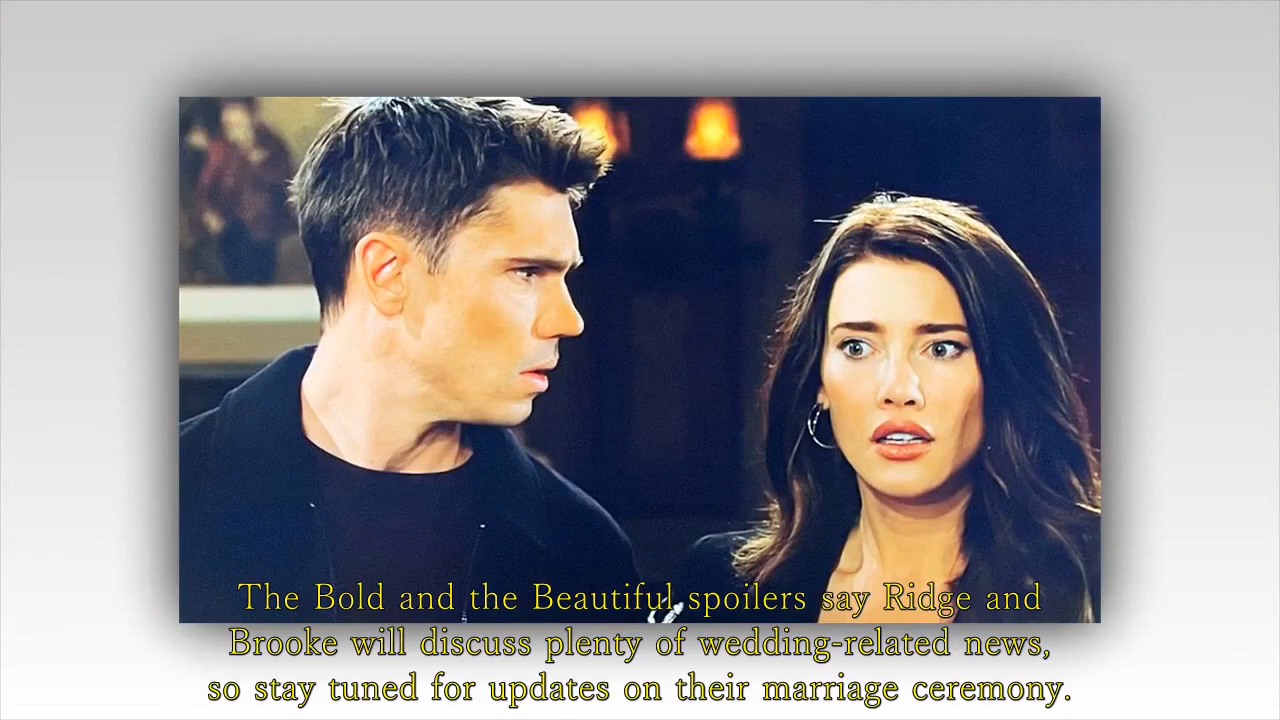 The Bold and the Beautiful spoilers say Ridge and
Brooke will discuss plenty of wedding-related news,
so stay tuned for updates on their marriage ceremony.